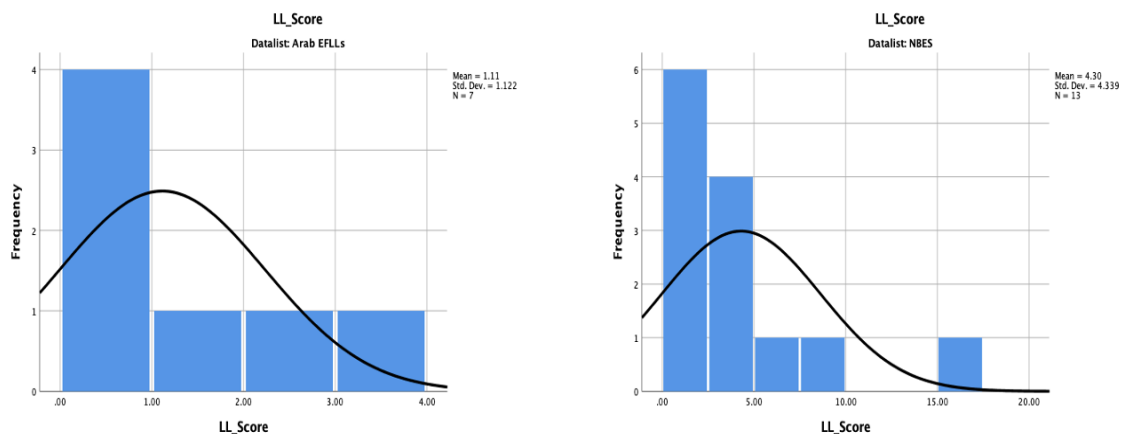 LL_Score
Datalist: Arab EFLLs
Mean = 1.11
Std. Dev. = 1.122
N = 7
4
3
2
1
0
Frequency
.00 1.00 2.00 3.00 4.00
LL_Score
LL_Score
Datalist: NBES
Mean = 4.30
Std. Dev. = 4.339
N = 13
6
5
4
3
2
1
0
Frequency
.00 5.00 10.00 15.00 20.00
LL_Score